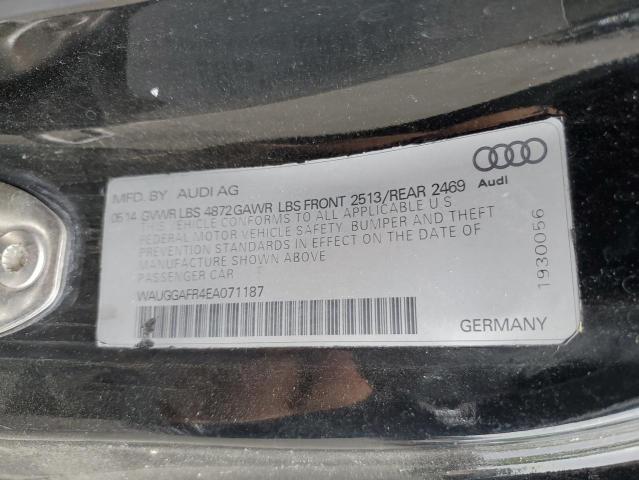 MFD. BY AUDI AG
0514 GVWR LBS 4872 GAWR LBS FRONT 2513/REAR 2469
THIS VEHICLE CONFORMS TO ALL APPLICABLE U S
FEDERAL MOTOR VEHICLE SAFETY, BUMPER AND THEFT
PREVENTION STANDARDS IN EFFECT ON THE DATE OF
MANUFACTURE SHOWN ABOVE
PASSENGER CAR
WAUGGAFR4EA071187
Audi
1930056
GERMANY